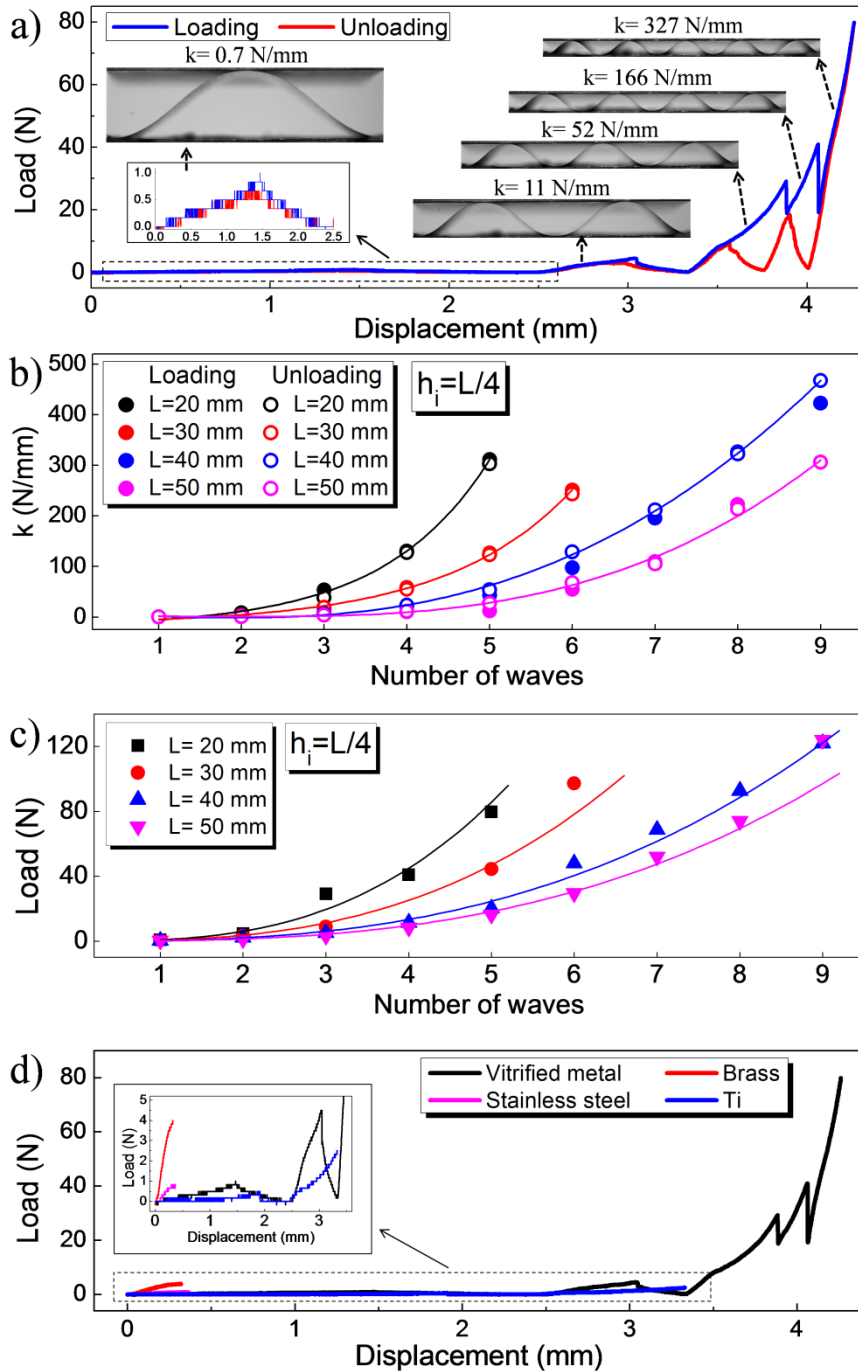 a)
Loading Unloading
k= 0.7 N/mm
k= 327 N/mm
k= 166 N/mm
k= 52 N/mm
k= 11 N/mm
Load (N)
80
60
40
20
0
1.0
0.5
0.0
0.0 0.5 1.0 1.5 2.0 2.5
0 1 2 3 4
Displacement (mm)
b)
Loading Unloading
L=20 mm L=20 mm
L=30 mm L=30 mm
L=40 mm L=40 mm
L=50 mm L=50 mm
hᵢ=L/4
k (N/mm)
500
400
300
200
100
0
1 2 3 4 5 6 7 8 9
Number of waves
c)
L= 20 mm
L= 30 mm
L= 40 mm
L= 50 mm
hᵢ=L/4
Load (N)
120
80
40
0
1 2 3 4 5 6 7 8 9
Number of waves
d)
Vitrified metal Brass
Stainless steel Ti
Load (N)
80
60
40
20
0
Load (N)
5
4
3
2
1
0
0 1 2 3
Displacement (mm)
0 1 2 3 4
Displacement (mm)